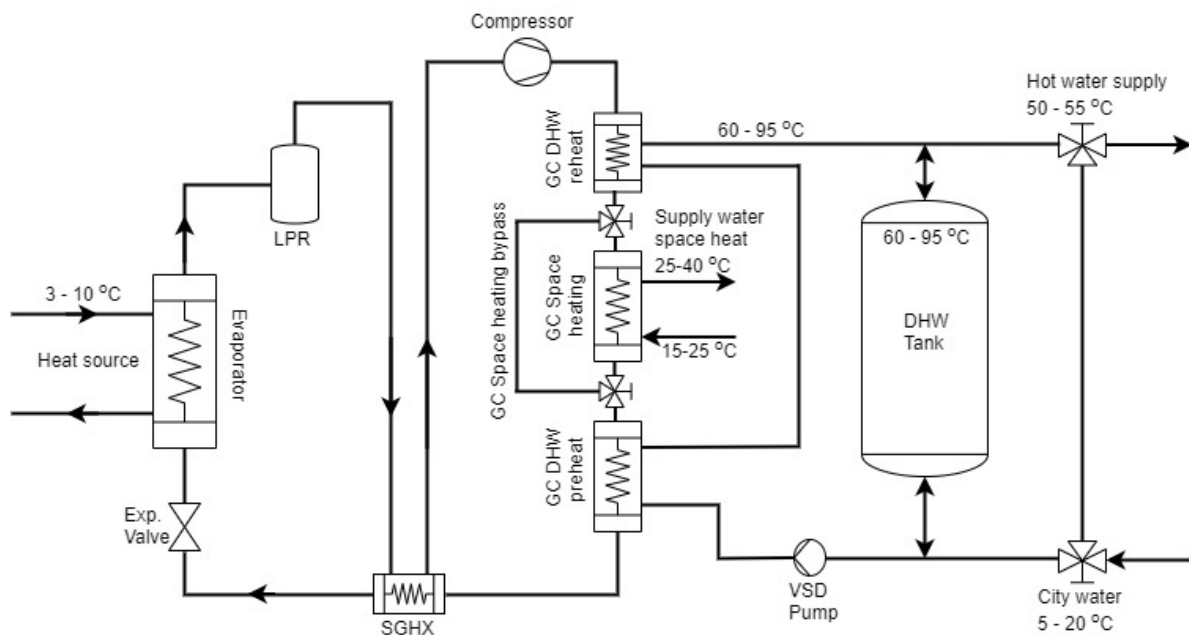 Compressor
Hot water supply
50 - 55 °C
60 - 95 °C
GC DHW
reheat
LPR
GC Space heating bypass
Supply water
space heat
25-40 °C
60 - 95 °C
3 - 10 °C
Heat source
Evaporator
GC Space
heating
15-25 °C
DHW
Tank
GC DHW
preheat
Exp.
Valve
SGHX
VSD
Pump
City water
5 - 20 °C